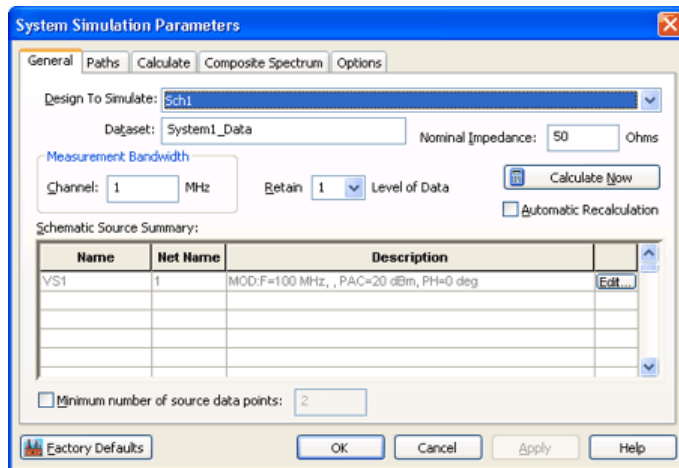 System Simulation Parameters
General Paths Calculate Composite Spectrum Options
Design To Simulate: Sch1
Dataset: System1_Data
Nominal Impedance: 50 Ohms
Measurement Bandwidth
Channel: 1 MHz
Retain 1 Level of Data
Calculate Now
Automatic Recalculation
Schematic Source Summary:
Name Net Name Description
VS1 1 MOD:F=100 MHz, , PAC=20 dBm, PH=0 deg Edit...
Minimum number of source data points: 2
Factory Defaults OK Cancel Apply Help